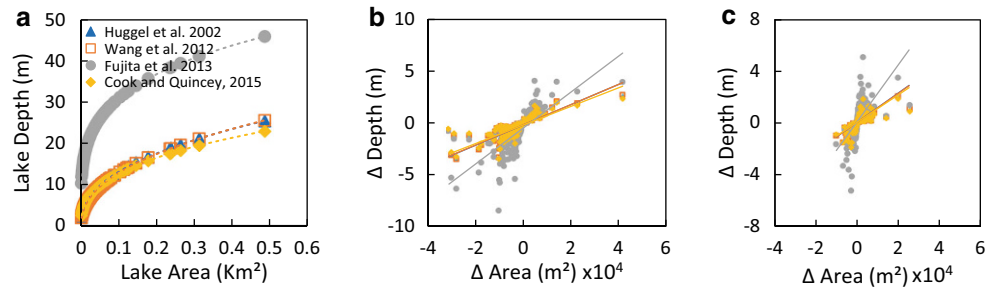 a
50
40
30
20
10
0
Lake Depth (m)
Huggel et al. 2002
Wang et al. 2012
Fujita et al. 2013
Cook and Quincey, 2015
0 0.1 0.2 0.3 0.4 0.5 0.6
Lake Area (Km²)
b
10
5
0
-5
-10
Δ Depth (m)
-4 -2 0 2 4 6
Δ Area (m²) x10⁴
c
8
4
0
-4
-8
Δ Depth (m)
-4 -2 0 2 4 6
Δ Area (m²) x10⁴